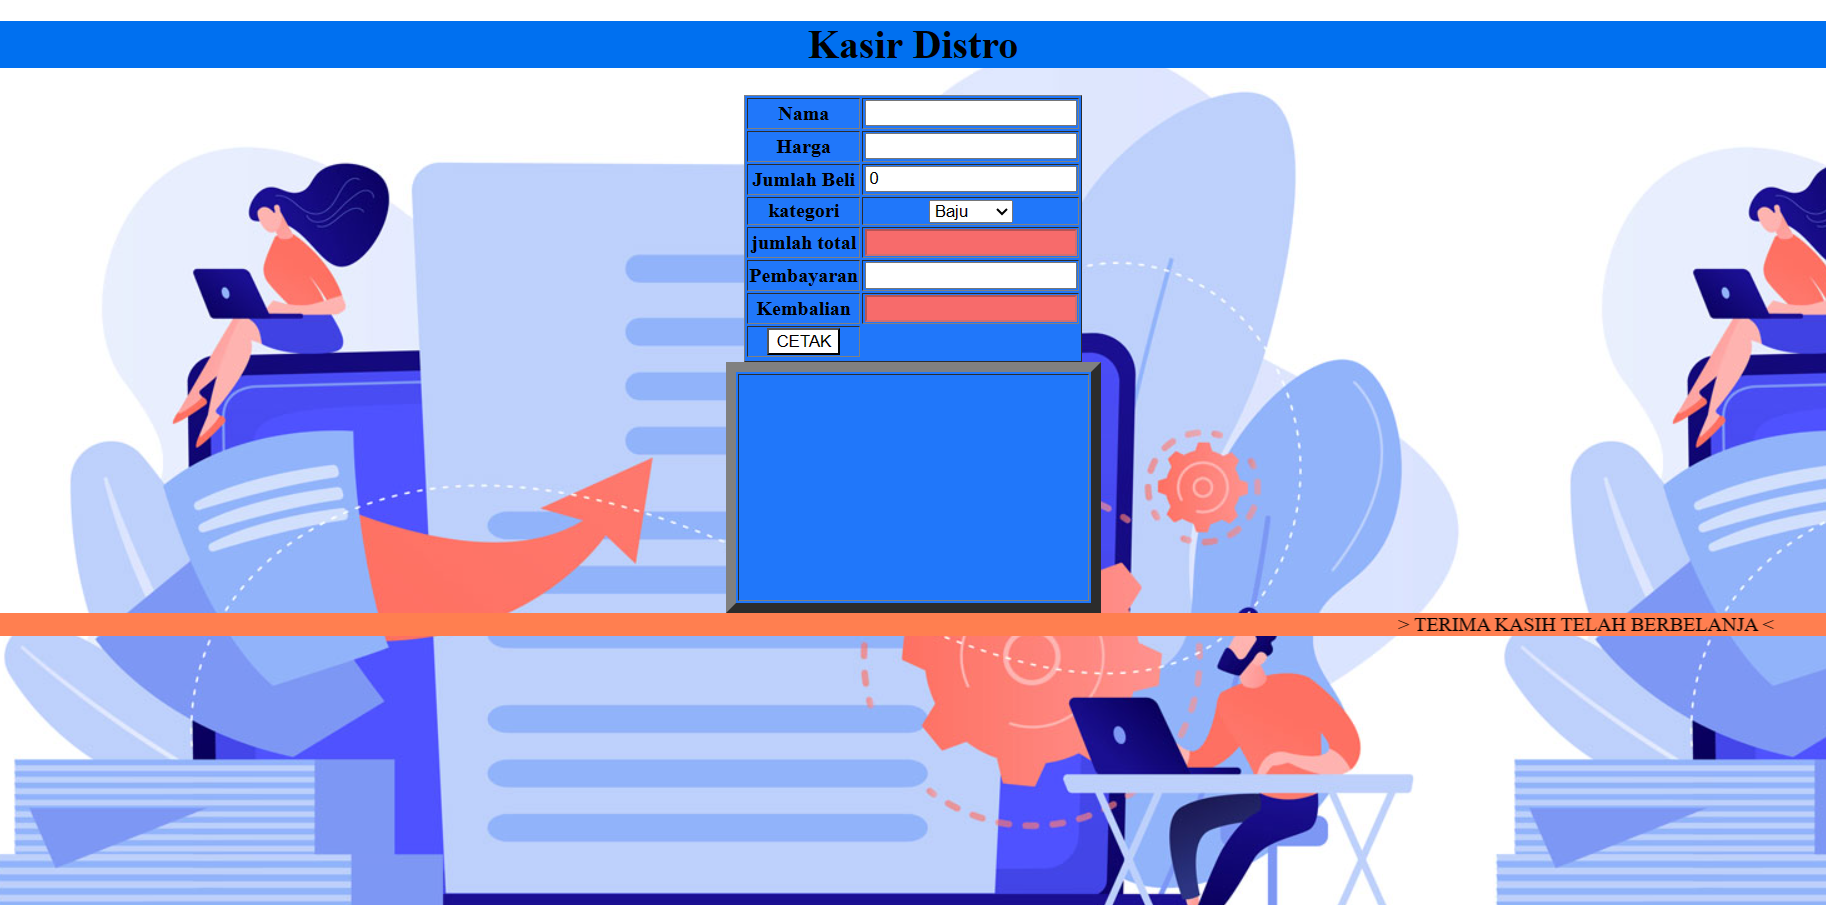 Kasir Distro
Nama
Harga
Jumlah Beli 0
kategori Baju
jumlah total
Pembayaran
Kembalian
CETAK
> TERIMA KASIH TELAH BERBELANJA <